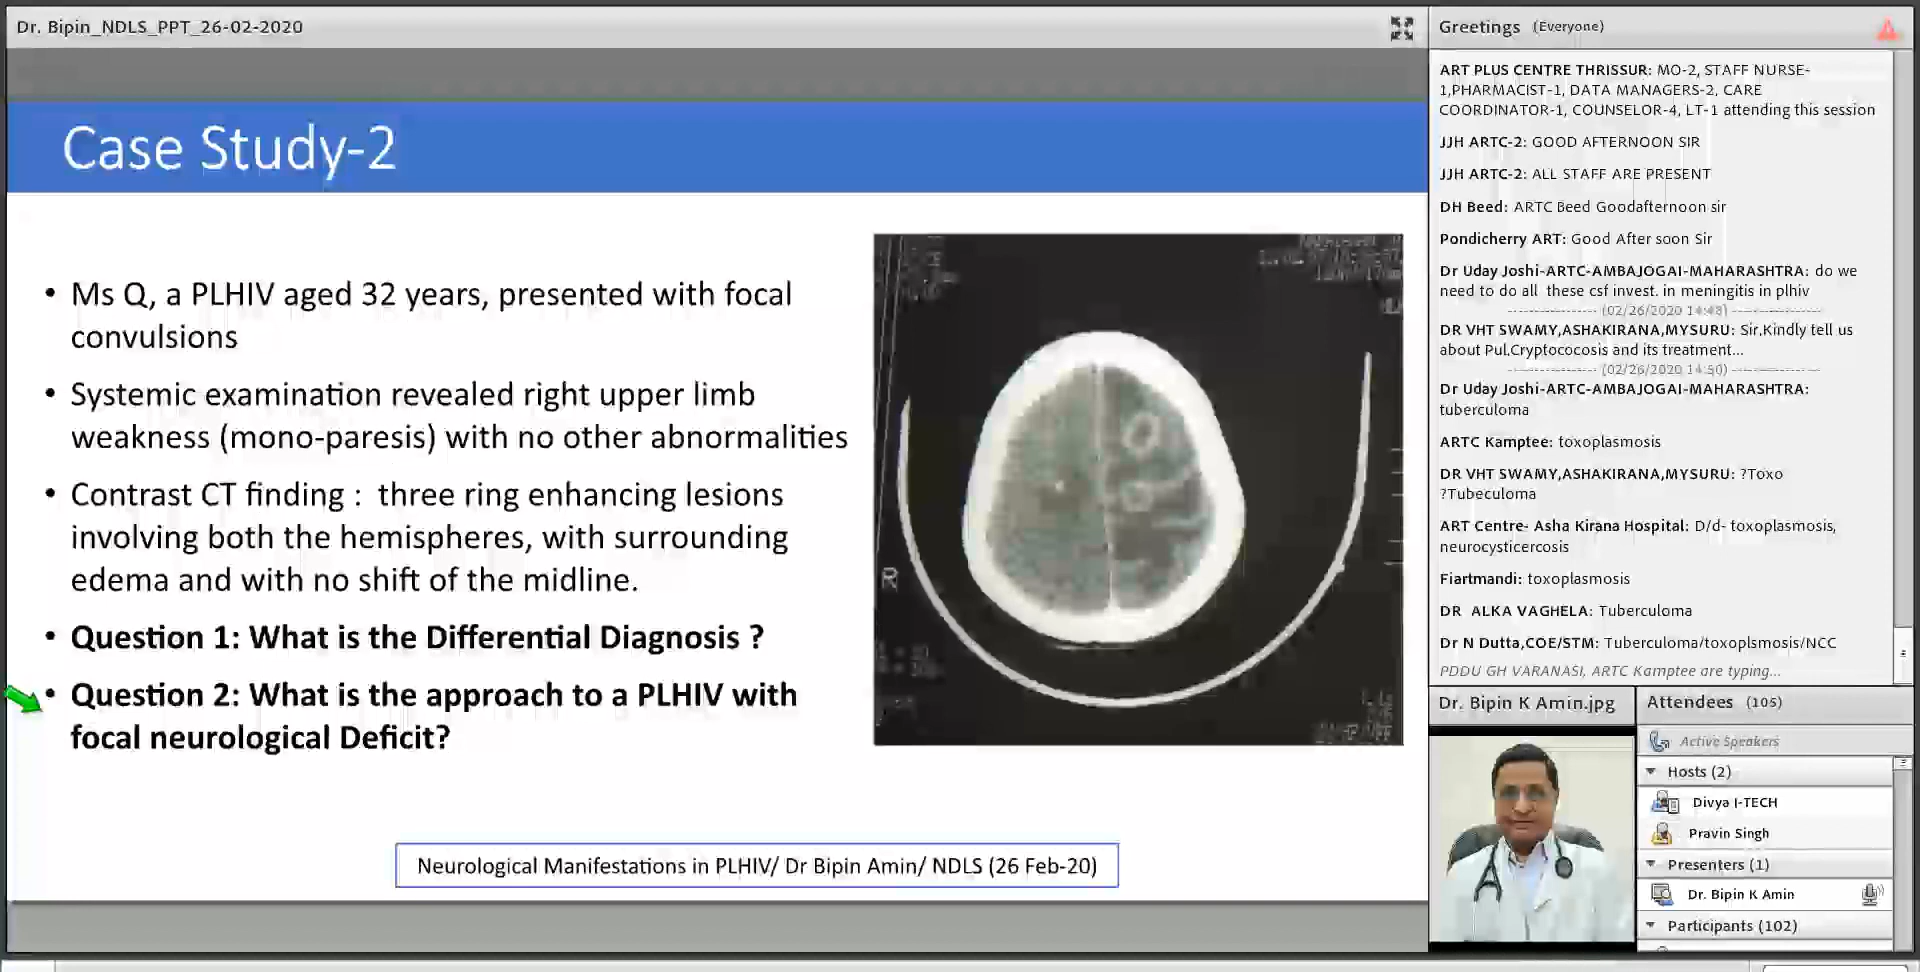 Dr. Bipin_NDLS_PPT_26-02-2020
Case Study-2
• Ms Q, a PLHIV aged 32 years, presented with focal
convulsions
• Systemic examination revealed right upper limb
weakness (mono-paresis) with no other abnormalities
• Contrast CT finding : three ring enhancing lesions
involving both the hemispheres, with surrounding
edema and with no shift of the midline.
• Question 1: What is the Differential Diagnosis ?
• Question 2: What is the approach to a PLHIV with
focal neurological Deficit?
R
Neurological Manifestations in PLHIV/ Dr Bipin Amin/ NDLS (26 Feb-20)
Greetings (Everyone)
ART PLUS CENTRE THRISSUR: MO-2, STAFF NURSE-
1,PHARMACIST-1, DATA MANAGERS-2, CARE
COORDINATOR-1, COUNSELOR-4, LT-1 attending this session
JJH ARTC-2: GOOD AFTERNOON SIR
JJH ARTC-2: ALL STAFF ARE PRESENT
DH Beed: ARTC Beed Goodafternoon sir
Pondicherry ART: Good After soon Sir
Dr Uday Joshi-ARTC-AMBAJOGAI-MAHARASHTRA: do we
need to do all these csf invest. in meningitis in plhiv
(02/26/2020 14:48)
DR VHT SWAMY,ASHAKIRANA,MYSURU: Sir,Kindly tell us
about Pul.Cryptococosis and its treatment...
(02/26/2020 14:50)
Dr Uday Joshi-ARTC-AMBAJOGAI-MAHARASHTRA:
tuberculoma
ARTC Kamptee: toxoplasmosis
DR VHT SWAMY,ASHAKIRANA,MYSURU: ?Toxo
?Tubeculoma
ART Centre- Asha Kirana Hospital: D/d- toxoplasmosis,
neurocysticercosis
Fiartmandi: toxoplasmosis
DR ALKA VAGHELA: Tuberculoma
Dr N Dutta,COE/STM: Tuberculoma/toxoplsmosis/NCC
PDDU GH VARANASI, ARTC Kamptee are typing...
Dr. Bipin K Amin.jpg
Attendees (105)
Active Speakers
Hosts (2)
Divya I-TECH
Pravin Singh
Presenters (1)
Dr. Bipin K Amin
Participants (102)